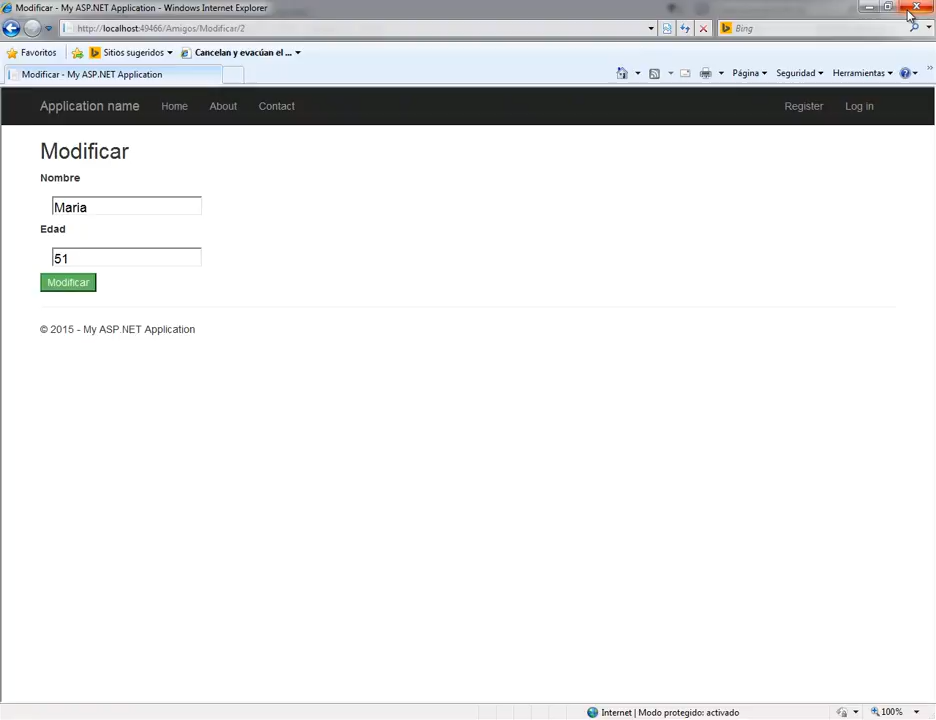 Modificar - My ASP.NET Application - Windows Internet Explorer
http://localhost:49466/Amigos/Modificar/2
Bing
Favoritos
Sitios sugeridos
Cancelan y evacúan el ...
Modificar - My ASP.NET Application
Página
Seguridad
Herramientas
Application name
Home
About
Contact
Register
Log in
Modificar
Nombre
Maria
Edad
51
Modificar
© 2015 - My ASP.NET Application
Internet | Modo protegido: activado
100%